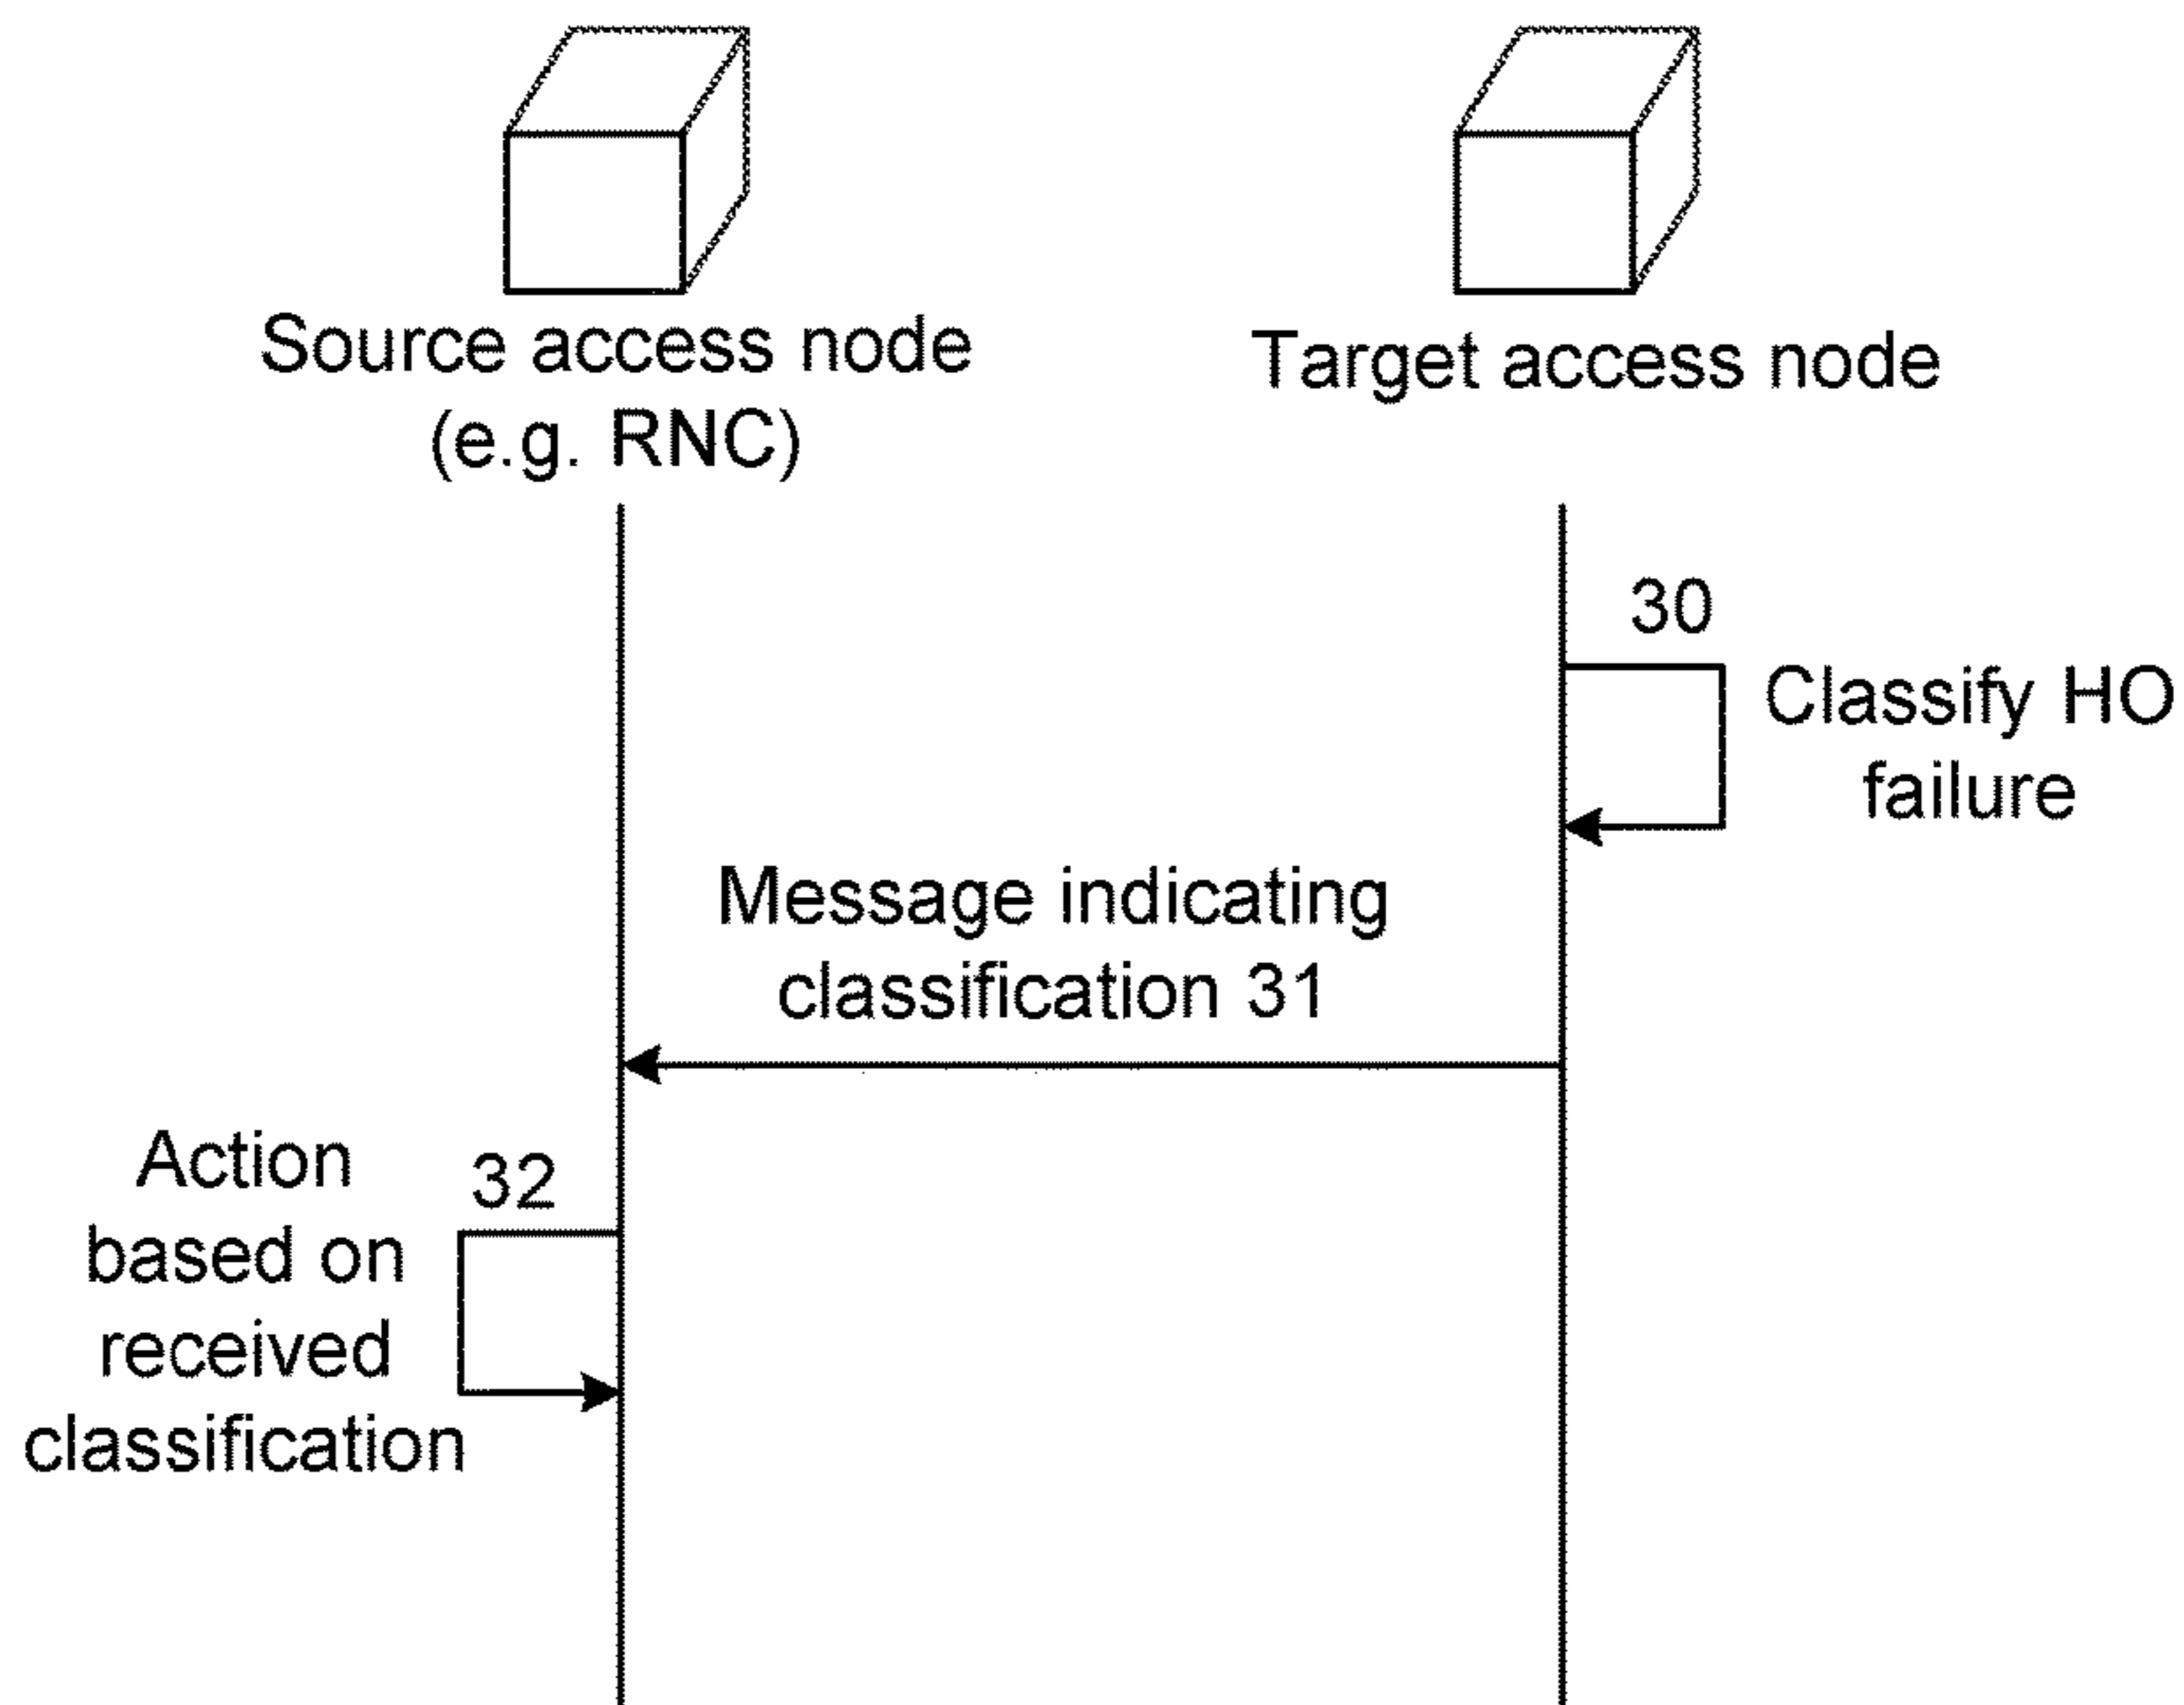 Source access node
(e.g. RNC)
Target access node
30
Classify HO
failure
Message indicating
classification 31
Action
32
based on
received
classification